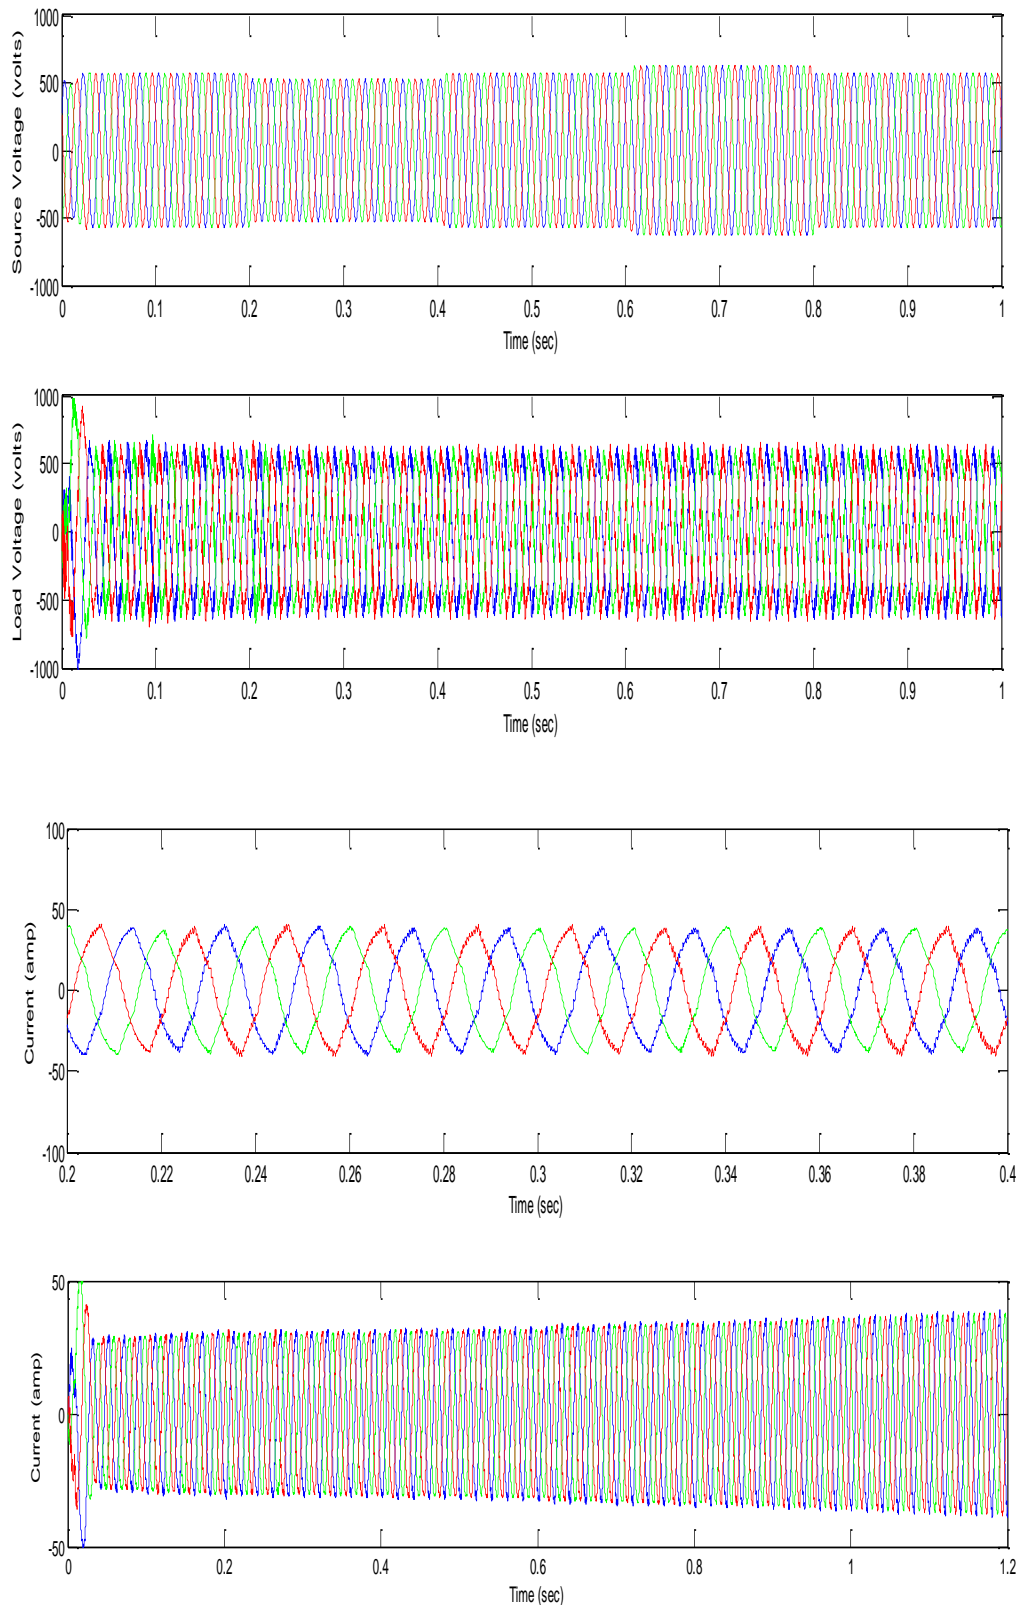 Source Voltage (volts)
1000
500
0
-500
-1000
0 0.1 0.2 0.3 0.4 0.5 0.6 0.7 0.8 0.9 1
Time (sec)
Load Voltage (volts)
1000
500
0
-500
-1000
0 0.1 0.2 0.3 0.4 0.5 0.6 0.7 0.8 0.9 1
Time (sec)
Current (amp)
100
50
0
-50
-100
0.2 0.22 0.24 0.26 0.28 0.3 0.32 0.34 0.36 0.38 0.4
Time (sec)
Current (amp)
50
0
-50
0 0.2 0.4 0.6 0.8 1 1.2
Time (sec)